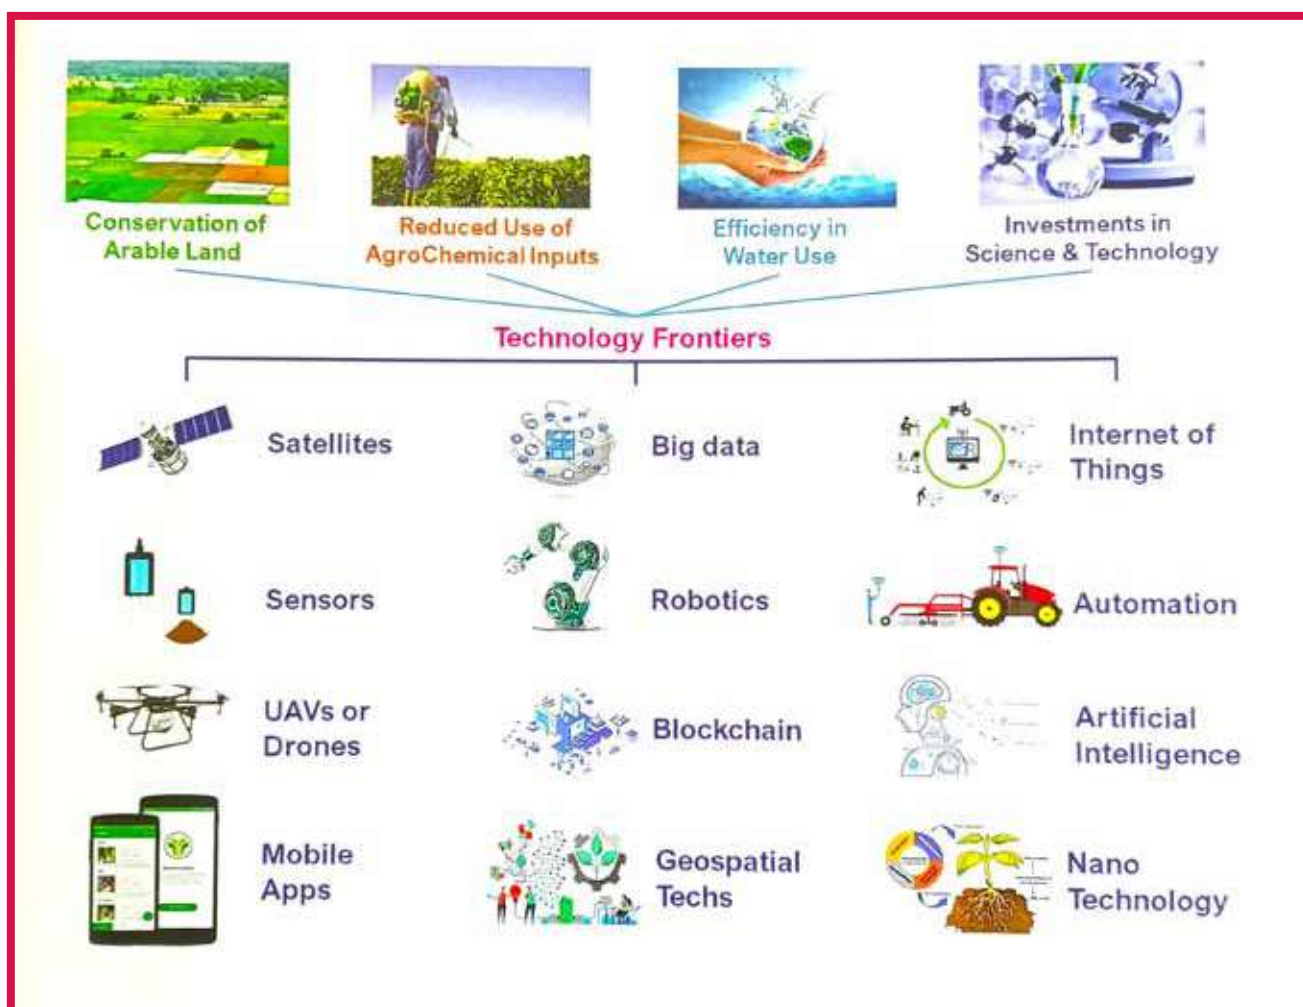 Conservation of
Arable Land
Reduced Use of
AgroChemical Inputs
Efficiency in
Water Use
Investments in
Science & Technology
Technology Frontiers
Satellites
Big data
Internet of
Things
Sensors
Robotics
Automation
UAVs or
Drones
Blockchain
Artificial
Intelligence
Mobile
Apps
Geospatial
Techs
Nano
Technology